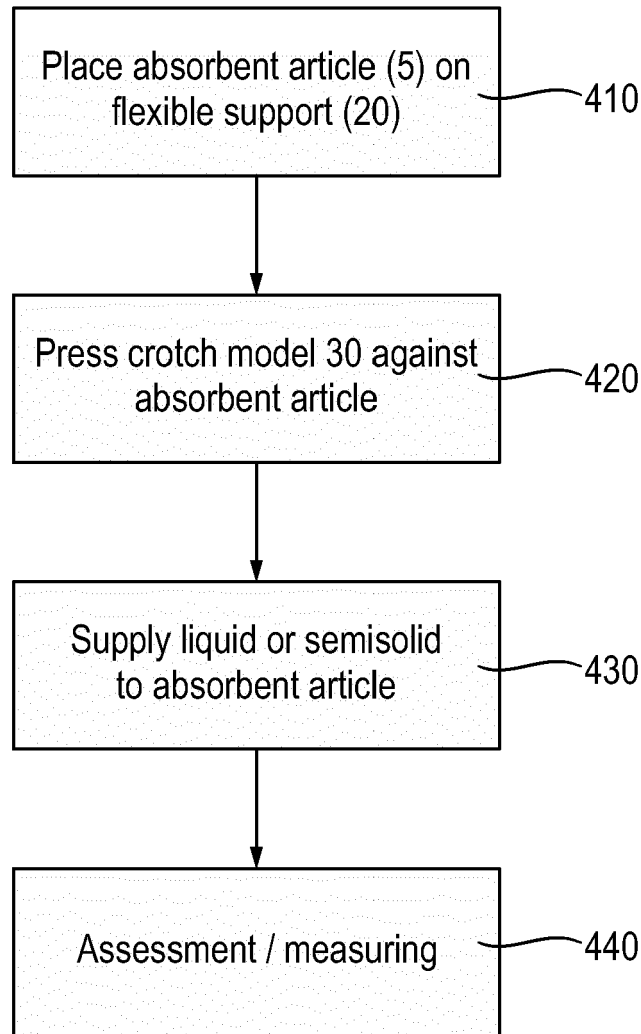 Place absorbent article (5) on
flexible support (20)
410
Press crotch model 30 against
absorbent article
420
Supply liquid or semisolid
to absorbent article
430
Assessment / measuring
440